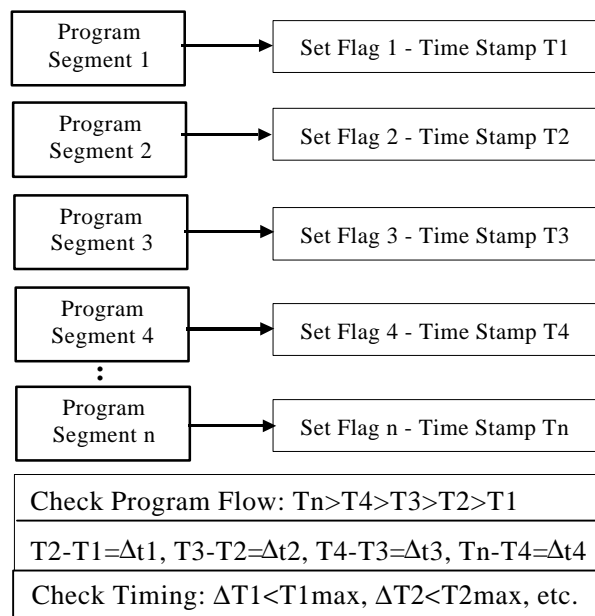 Program
Segment 1
Set Flag 1 - Time Stamp T1
Program
Segment 2
Set Flag 2 - Time Stamp T2
Program
Segment 3
Set Flag 3 - Time Stamp T3
Program
Segment 4
Set Flag 4 - Time Stamp T4
:
Program
Segment n
Set Flag n - Time Stamp Tn
Check Program Flow: Tn>T4>T3>T2>T1
T2-T1=Δt1, T3-T2=Δt2, T4-T3=Δt3, Tn-T4=Δt4
Check Timing: ΔT1<T1max, ΔT2<T2max, etc.